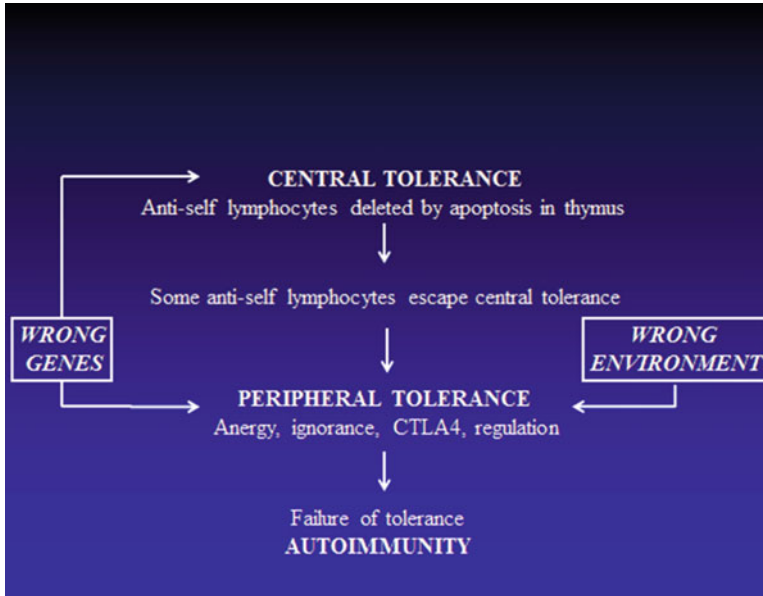 CENTRAL TOLERANCE
Anti-self lymphocytes deleted by apoptosis in thymus
Some anti-self lymphocytes escape central tolerance
WRONG
GENES
WRONG
ENVIRONMENT
PERIPHERAL TOLERANCE
Anergy, ignorance, CTLA4, regulation
Failure of tolerance
AUTOIMMUNITY